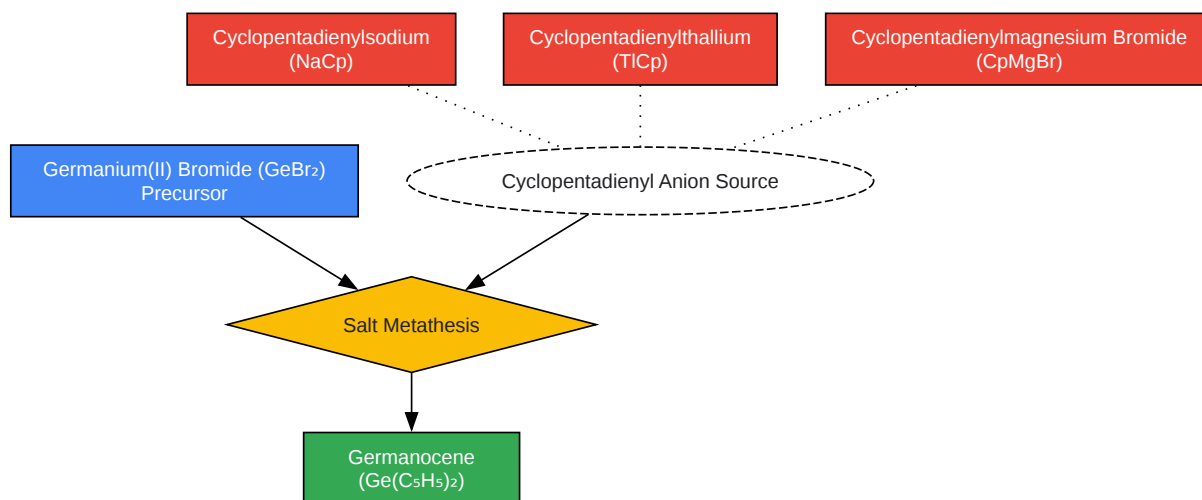 Cyclopentadienylsodium
(NaCp)
Cyclopentadienylthallium
(TlCp)
Cyclopentadienylmagnesium Bromide
(CpMgBr)
Germanium(II) Bromide (GeBr₂)
Precursor
Cyclopentadienyl Anion Source
Salt Metathesis
Germanocene
(Ge(C₅H₅)₂)